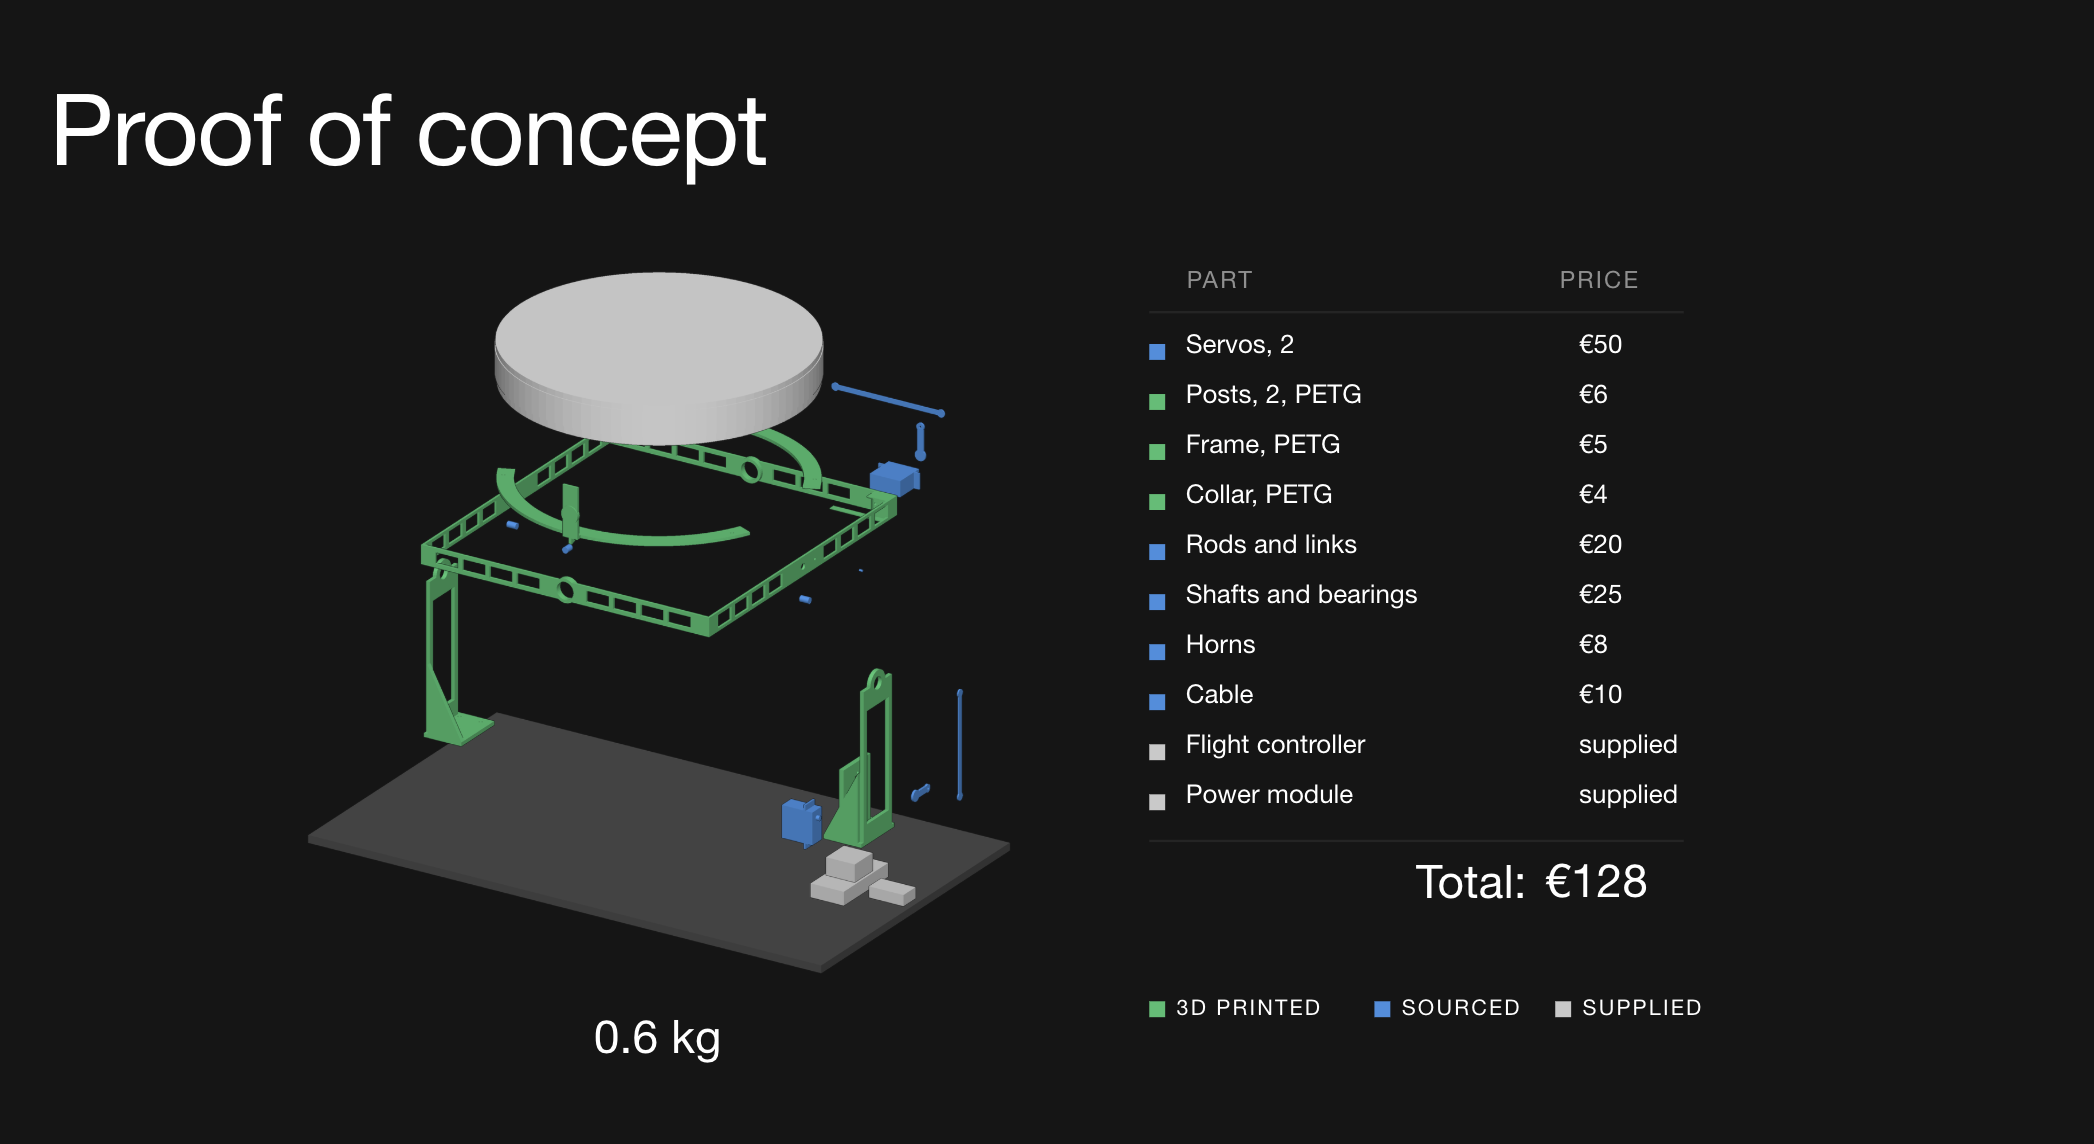 Proof of concept
PART PRICE
Servos, 2 €50
Posts, 2, PETG €6
Frame, PETG €5
Collar, PETG €4
Rods and links €20
Shafts and bearings €25
Horns €8
Cable €10
Flight controller supplied
Power module supplied
Total: €128
3D PRINTED SOURCED SUPPLIED
0.6 kg